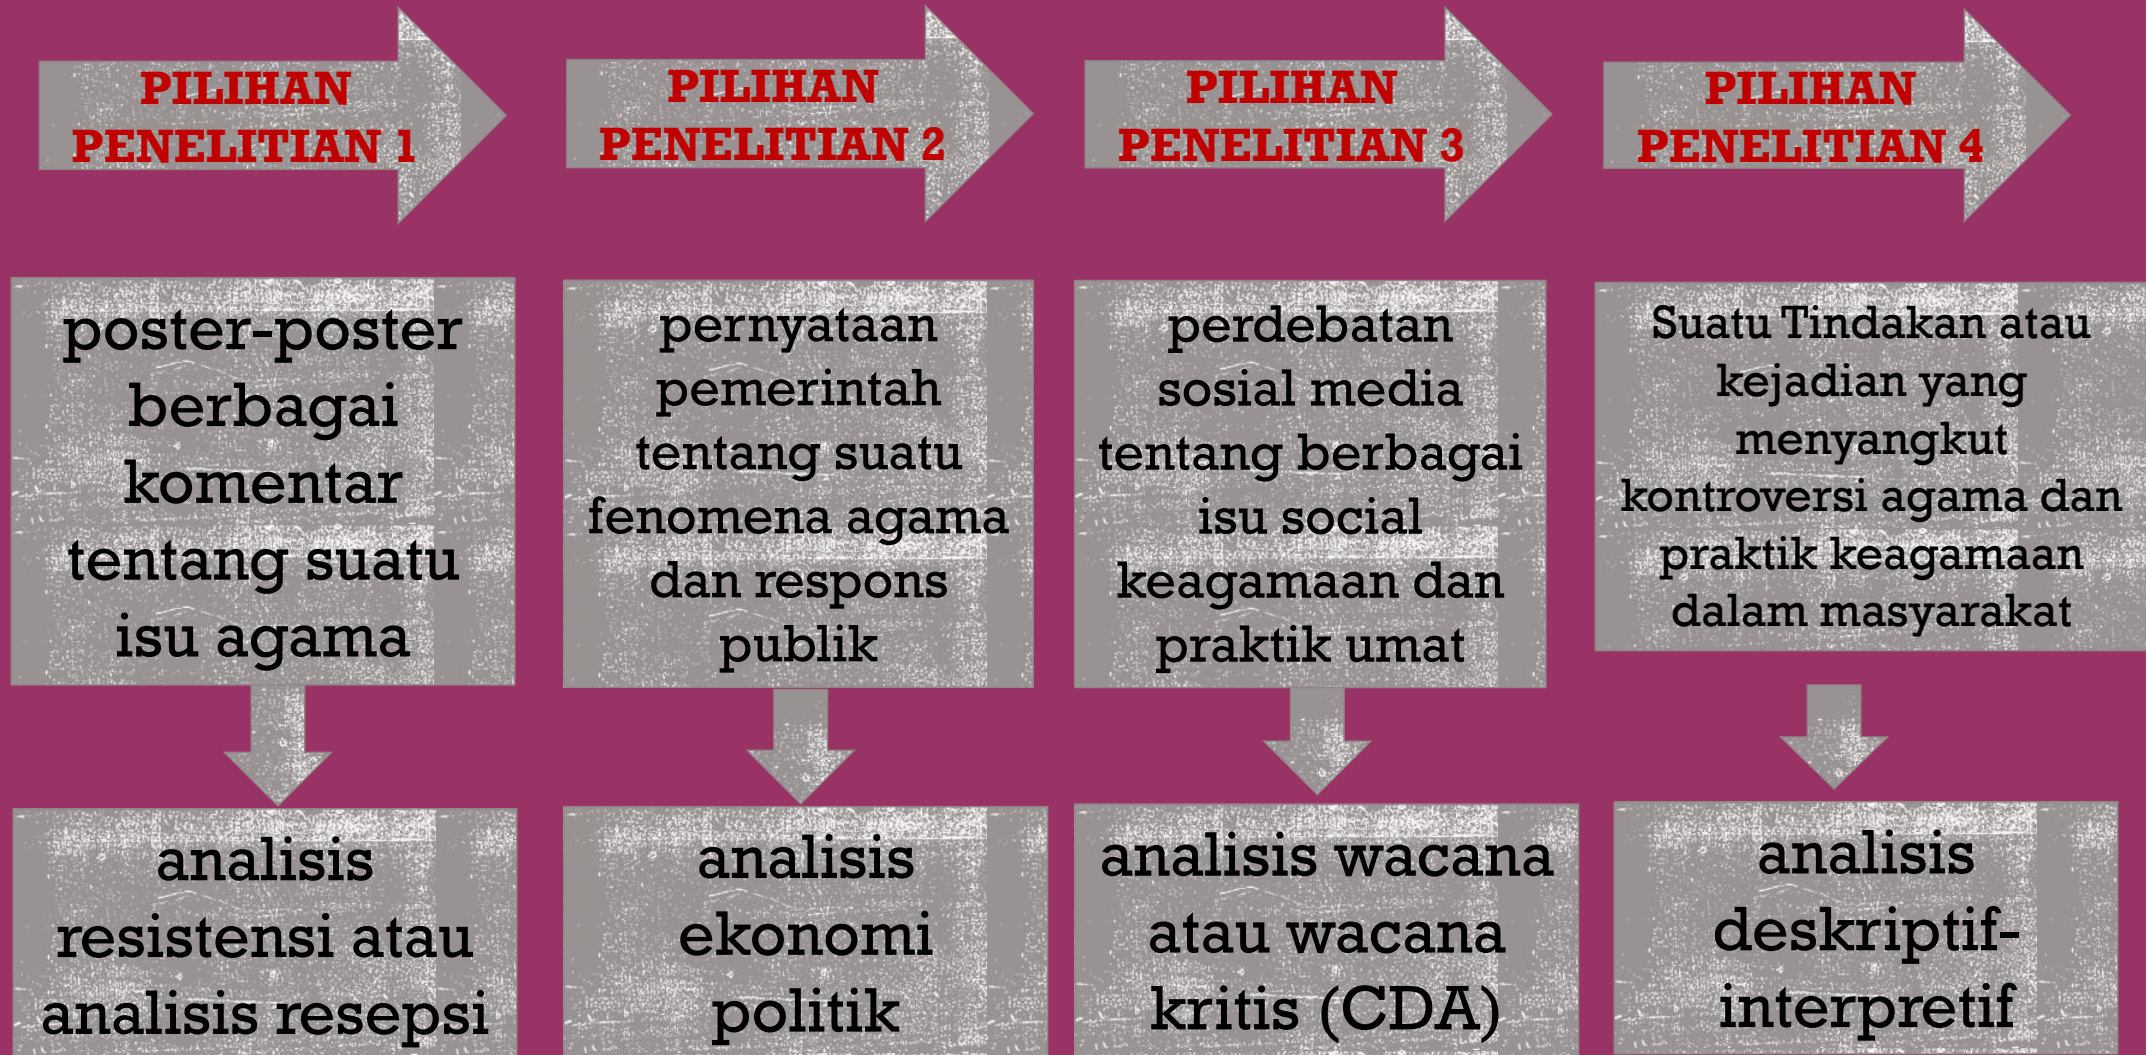 PILIHAN
PENELITIAN 1
PILIHAN
PENELITIAN 2
PILIHAN
PENELITIAN 3
PILIHAN
PENELITIAN 4
poster-poster
berbagai
komentar
tentang suatu
isu agama
pernyataan
pemerintah
tentang suatu
fenomena agama
dan respons
publik
perdebatan
sosial media
tentang berbagai
isu social
keagamaan dan
praktik umat
Suatu Tindakan atau
kejadian yang
menyangkut
kontroversi agama dan
praktik keagamaan
dalam masyarakat
analisis
resistensi atau
analisis resepsi
analisis
ekonomi
politik
analisis wacana
atau wacana
kritis (CDA)
analisis
deskriptif-
interpretif